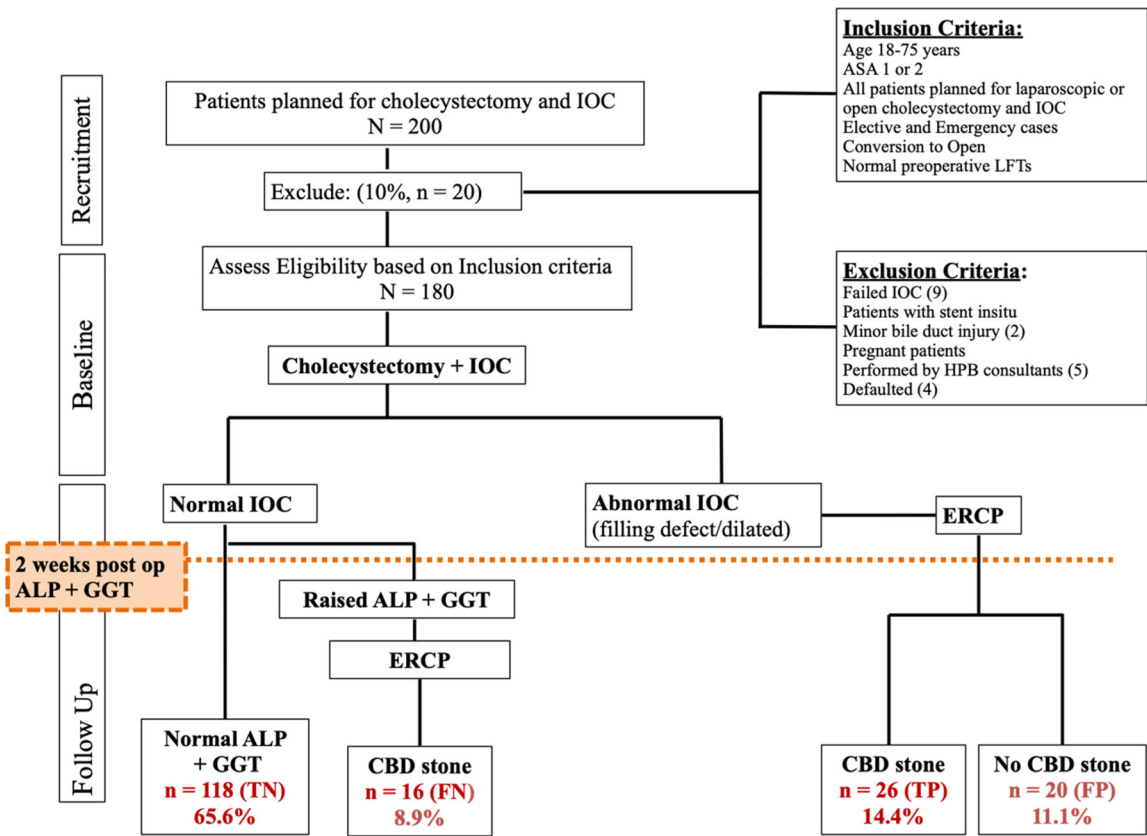 Inclusion Criteria:
Age 18-75 years
ASA 1 or 2
All patients planned for laparoscopic or
open cholecystectomy and IOC
Elective and Emergency cases
Conversion to Open
Normal preoperative LFTs
Recruitment
Patients planned for cholecystectomy and IOC
N = 200
Exclude: (10%, n = 20)
Baseline
Assess Eligibility based on Inclusion criteria
N = 180
Exclusion Criteria:
Failed IOC (9)
Patients with stent insitu
Minor bile duct injury (2)
Pregnant patients
Performed by HPB consultants (5)
Defaulted (4)
Cholecystectomy + IOC
Normal IOC
Abnormal IOC
(filling defect/dilated)
ERCP
2 weeks post op
ALP + GGT
Raised ALP + GGT
ERCP
Follow Up
Normal ALP
+ GGT
n = 118 (TN)
65.6%
CBD stone
n = 16 (FN)
8.9%
CBD stone
n = 26 (TP)
14.4%
No CBD stone
n = 20 (FP)
11.1%